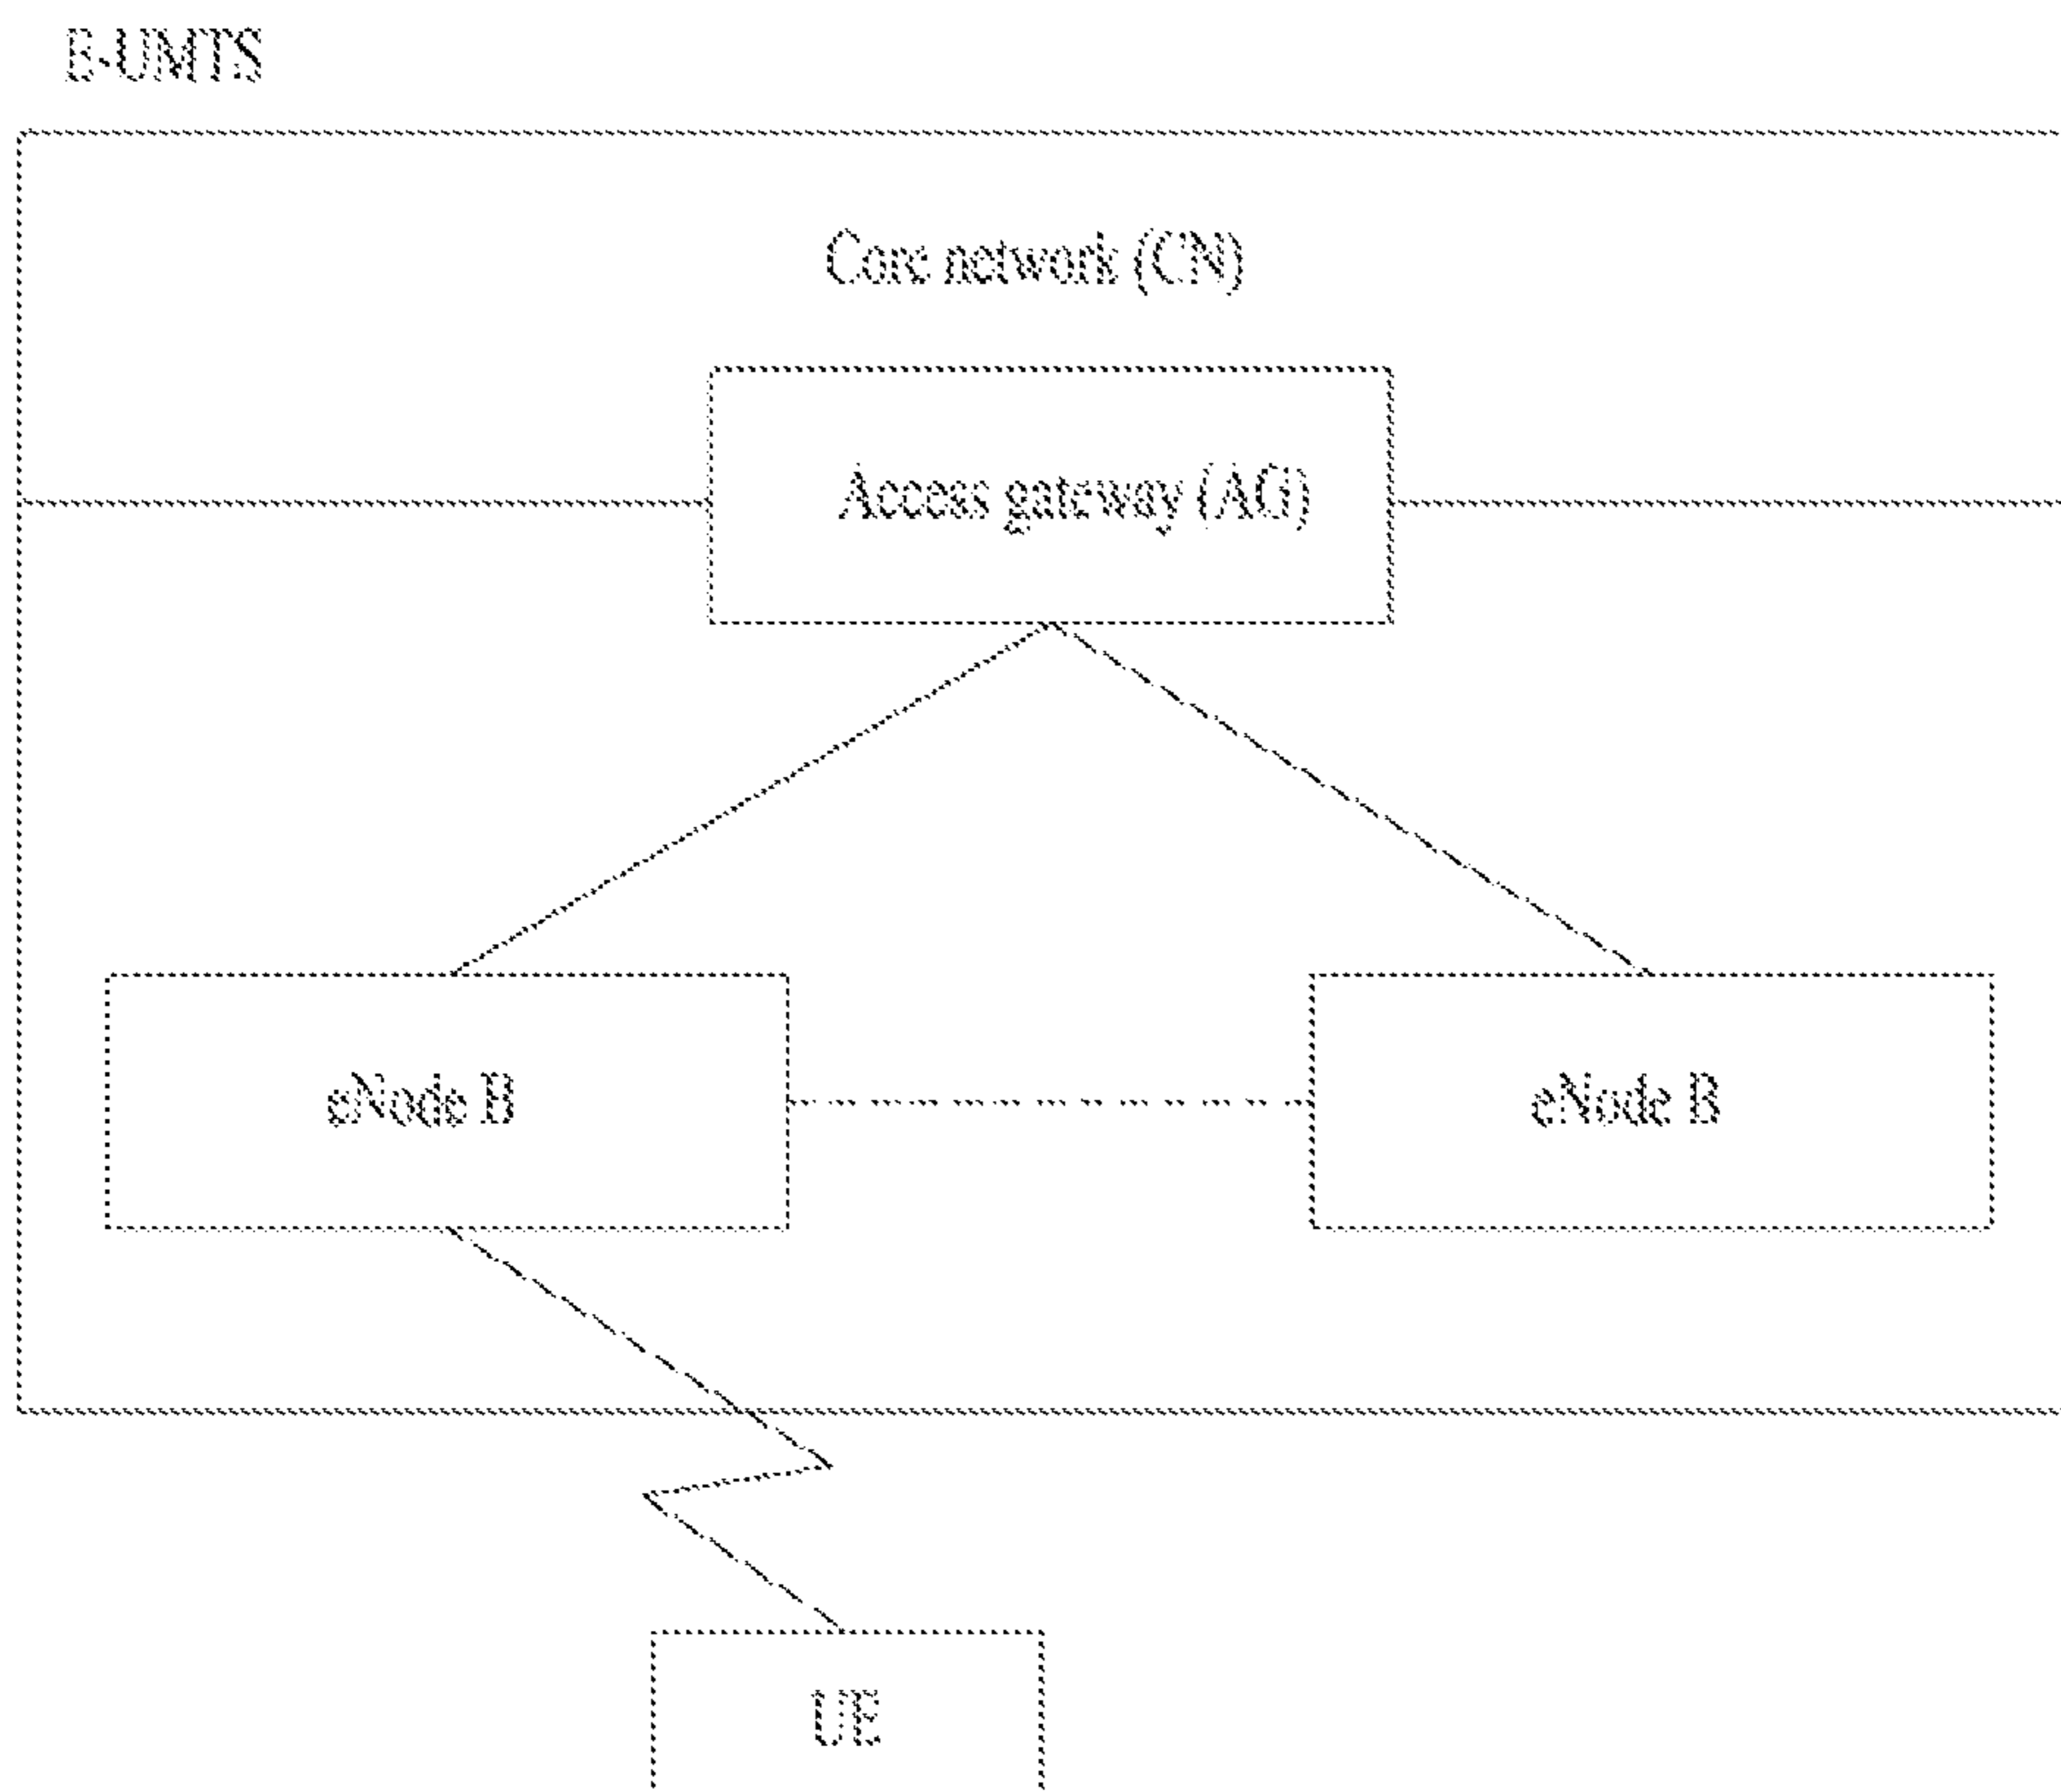 E-UMTS
Core network (CN)
Access gateway (AG)
eNode B
eNode B
UE